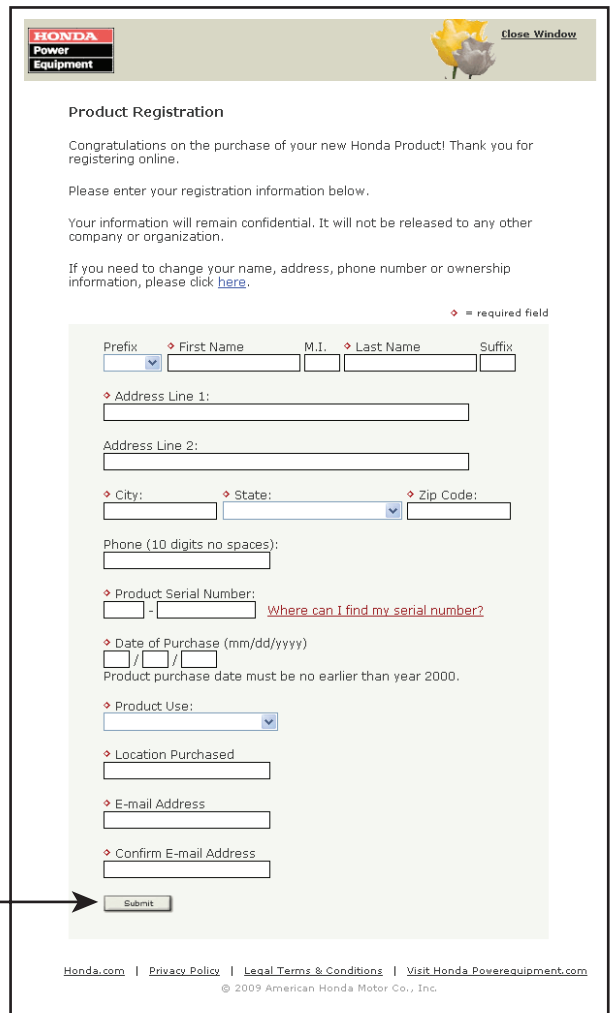 HONDA
Power
Equipment
Close Window
Product Registration
Congratulations on the purchase of your new Honda Product! Thank you for
registering online.
Please enter your registration information below.
Your information will remain confidential. It will not be released to any other
company or organization.
If you need to change your name, address, phone number or ownership
information, please click here.
= required field
Prefix First Name M.I. Last Name Suffix
Address Line 1:
Address Line 2:
City: State: Zip Code:
Phone (10 digits no spaces):
Product Serial Number:
- Where can I find my serial number?
Date of Purchase (mm/dd/yyyy)
/ /
Product purchase date must be no earlier than year 2000.
Product Use:
Location Purchased
E-mail Address
Confirm E-mail Address
Submit
Honda.com | Privacy Policy | Legal Terms & Conditions | Visit Honda Powerequipment.com
© 2009 American Honda Motor Co., Inc.